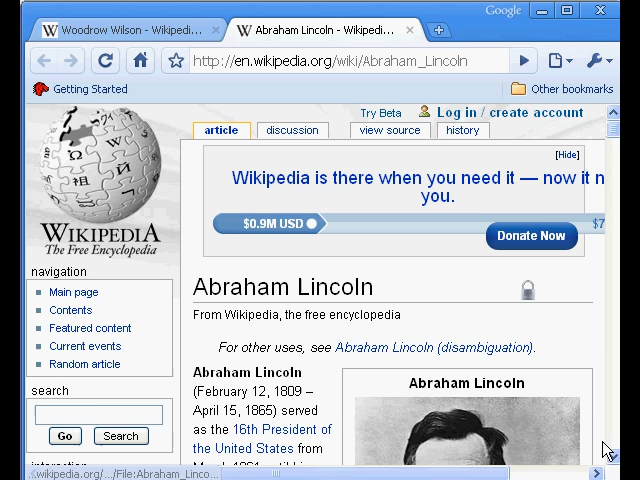 Google
Woodrow Wilson - Wikipedi...
Abraham Lincoln - Wikipedi...
http://en.wikipedia.org/wiki/Abraham_Lincoln
Getting Started
Other bookmarks
Try Beta
Log in / create account
article
discussion
view source
history
[Hide]
Wikipedia is there when you need it — now it n
you.
$0.9M USD
$7
Donate Now
WIKIPEDIA
The Free Encyclopedia
navigation
Main page
Contents
Featured content
Current events
Random article
search
Go
Search
Abraham Lincoln
From Wikipedia, the free encyclopedia
For other uses, see Abraham Lincoln (disambiguation).
Abraham Lincoln
(February 12, 1809 –
April 15, 1865) served
as the 16th President of
the United States from
Abraham Lincoln
...wikipedia.org/.../File:Abraham_Linco...